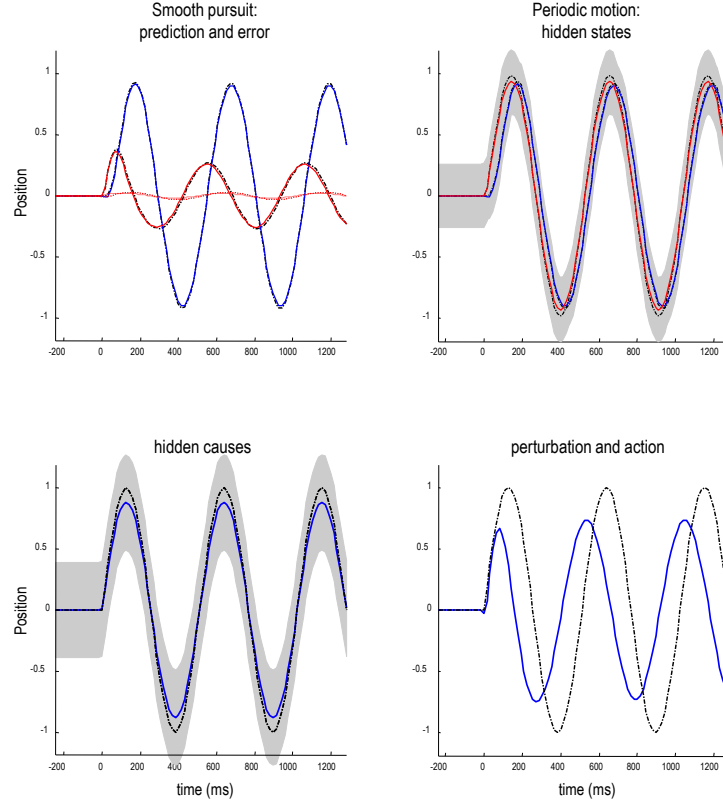 Smooth pursuit:
prediction and error
Periodic motion:
hidden states
Position
1
0.5
0
-0.5
-1
-200 0 200 400 600 800 1000 1200
1
0.5
0
-0.5
-1
-200 0 200 400 600 800 1000 1200
hidden causes
perturbation and action
Position
1
0.5
0
-0.5
-1
-200 0 200 400 600 800 1000 1200
time (ms)
1
0.5
0
-0.5
-1
-200 0 200 400 600 800 1000 1200
time (ms)